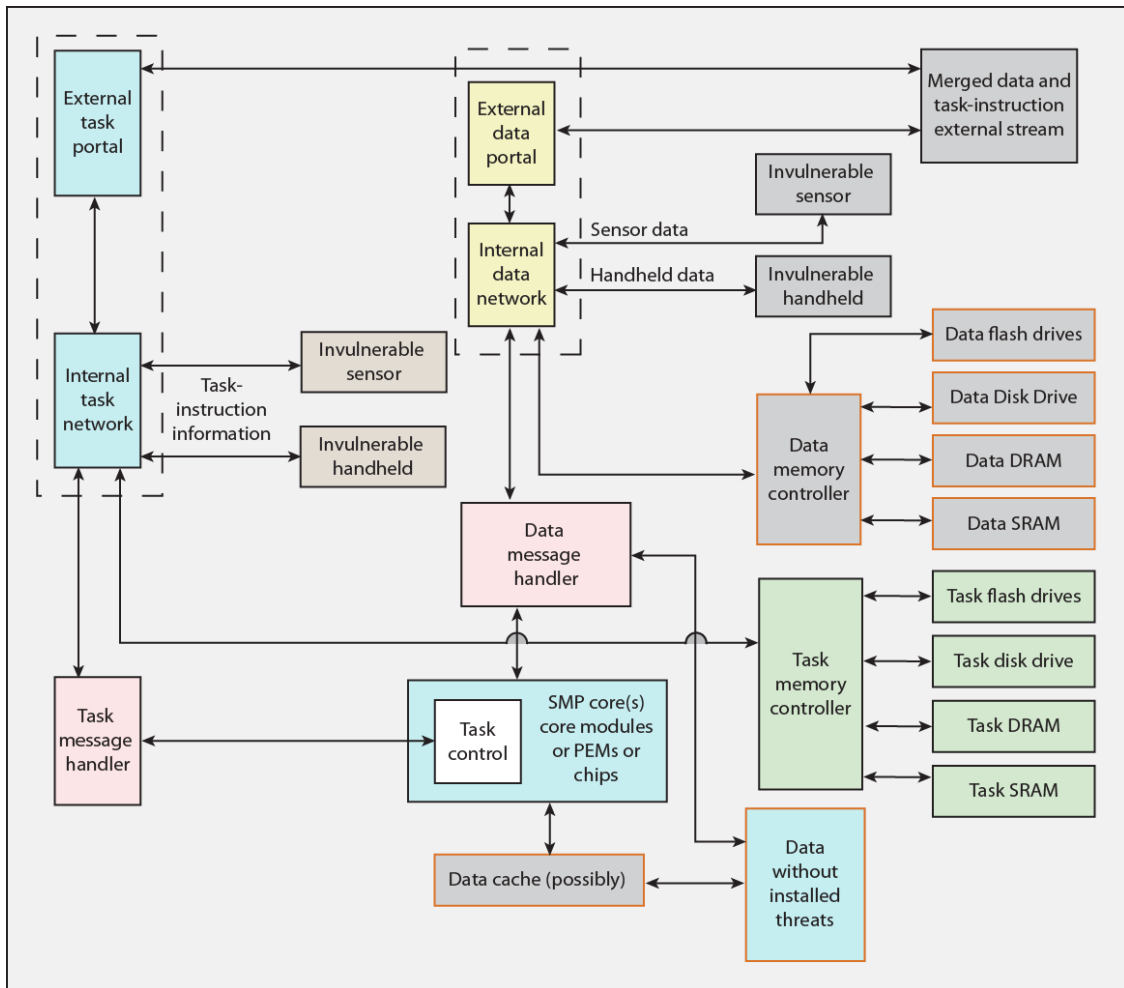 External
task
portal
External
data
portal
Merged data and
task-instruction
external stream
Invulnerable
sensor
Sensor data
Internal
data
network
Handheld data
Invulnerable
handheld
Data flash drives
Internal
task
network
Invulnerable
sensor
Task-
instruction
information
Invulnerable
handheld
Data
memory
controller
Data Disk Drive
Data DRAM
Data SRAM
Data
message
handler
Task flash drives
Task
memory
controller
Task disk drive
Task DRAM
Task SRAM
Task
message
handler
Task
control
SMP core(s)
core modules
or PEMs or
chips
Data cache (possibly)
Data
without
installed
threats